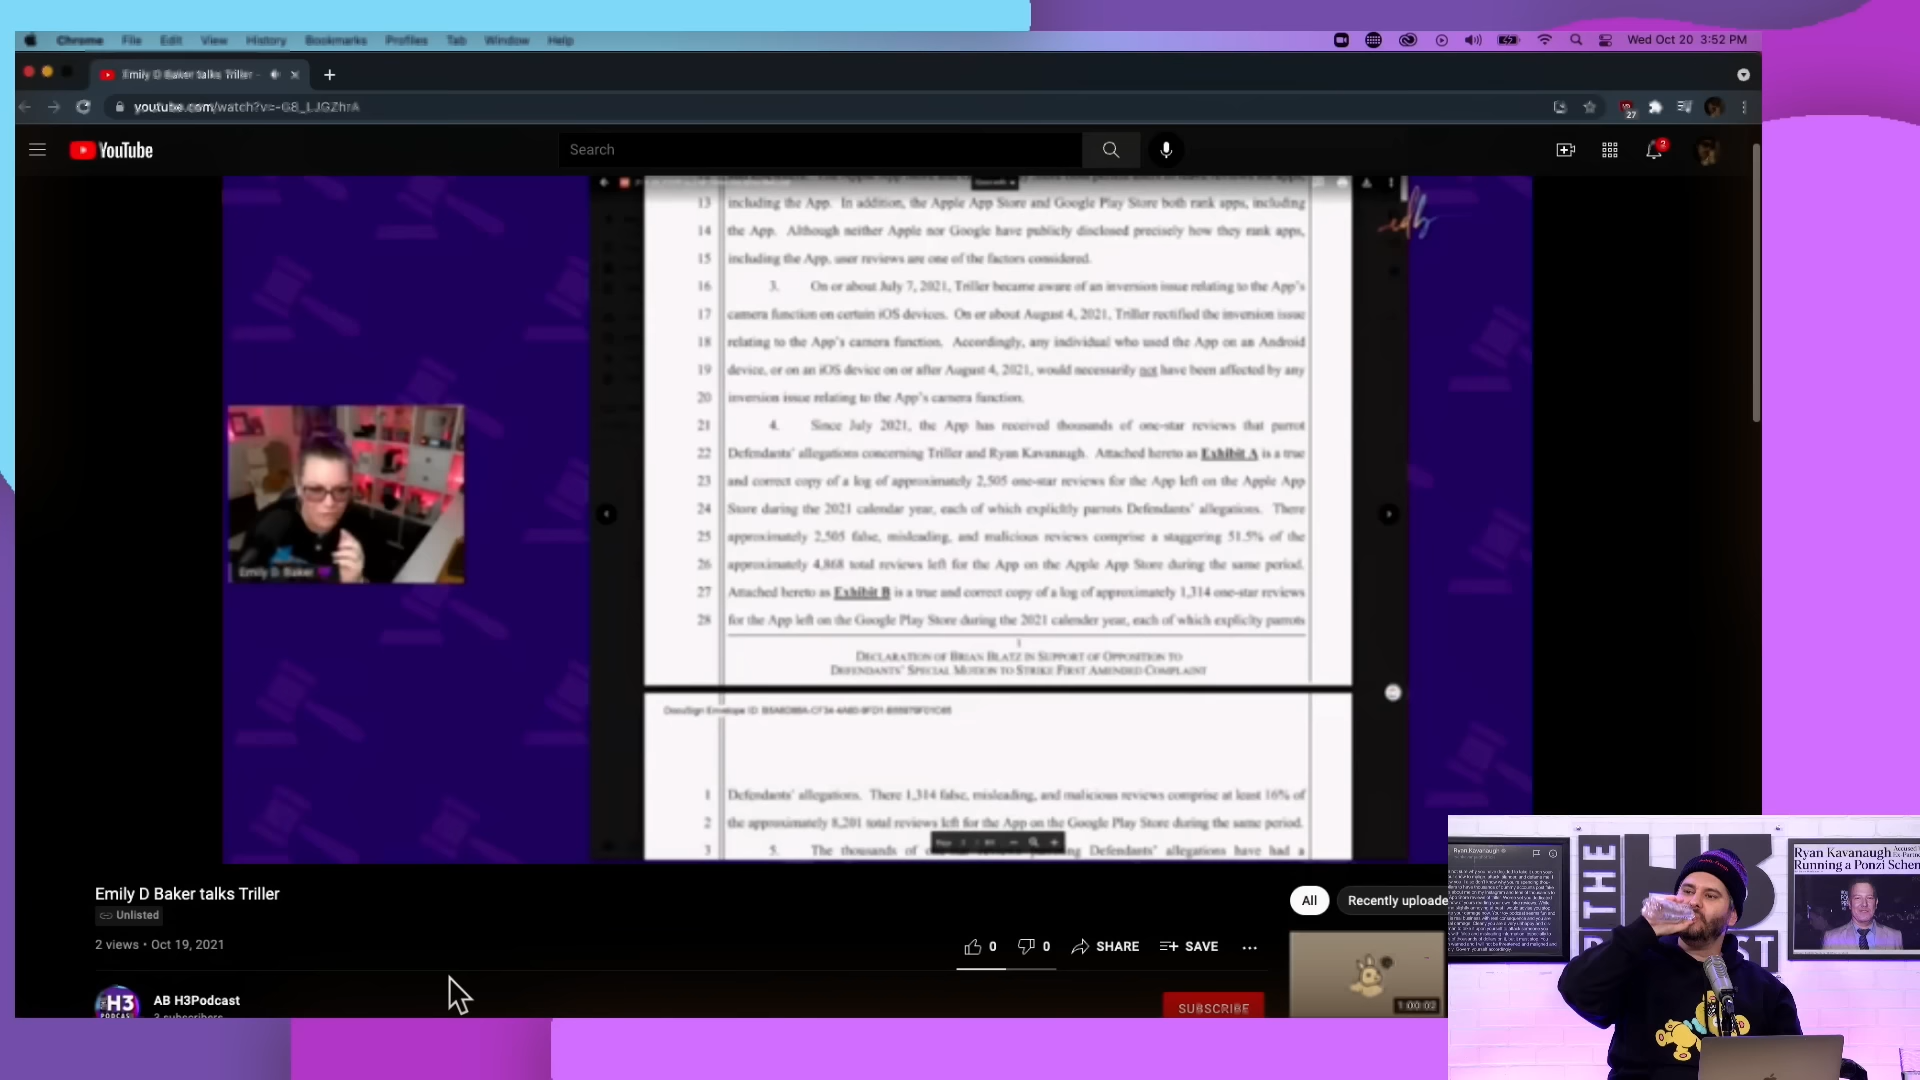 Chrome File Edit View History Bookmarks Profiles Tab Window Help
Wed Oct 20 3:52 PM
Emily D Baker talks Triller -
youtube.com/watch?v=-G8_LJGZhrA
27
YouTube
Search
2
edb
13 including the App. In addition, the Apple App Store and Google Play Store both rank apps, including
14 the App. Although neither Apple nor Google have publicly disclosed precisely how they rank apps,
15 including the App, user reviews are one of the factors considered.
16 3. On or about July 7, 2021, Triller became aware of an inversion issue relating to the App's
17 camera function on certain iOS devices. On or about August 4, 2021, Triller rectified the inversion issue
18 relating to the App's camera function. Accordingly, any individual who used the App on an Android
19 device, or on an iOS device on or after August 4, 2021, would necessarily not have been affected by any
20 inversion issue relating to the App's camera function.
21 4. Since July 2021, the App has received thousands of one-star reviews that parrot
22 Defendants' allegations concerning Triller and Ryan Kavanaugh. Attached hereto as Exhibit A is a true
23 and correct copy of a log of approximately 2,505 one-star reviews for the App left on the Apple App
24 Store during the 2021 calendar year, each of which explicitly parrots Defendants' allegations. There
25 approximately 2,505 false, misleading, and malicious reviews comprise a staggering 51.5% of the
26 approximately 4,868 total reviews left for the App on the Apple App Store during the same period.
27 Attached hereto as Exhibit B is a true and correct copy of a log of approximately 1,314 one-star reviews
28 for the App left on the Google Play Store during the 2021 calender year, each of which explicity parrots
1
DECLARATION OF BRIAN BLATZ IN SUPPORT OF OPPOSITION TO
DEFENDANTS' SPECIAL MOTION TO STRIKE FIRST AMENDED COMPLAINT
Emily D. Baker
DocuSign Envelope ID:
1 Defendants' allegations. There 1,314 false, misleading, and malicious reviews comprise at least 16% of
2 the approximately 8,201 total reviews left for the App on the Google Play Store during the same period.
3 5. The thousands of Defendants' allegations have had a
Emily D Baker talks Triller
Unlisted
2 views • Oct 19, 2021
0 0 SHARE SAVE ...
All Recently uploade
1:00:02
H3 PODCAST
AB H3Podcast
3 subscribers
SUBSCRIBE
Ryan Kavanaugh
THE H3
Ryan Kavanaugh Accused
Running a Ponzi Schem